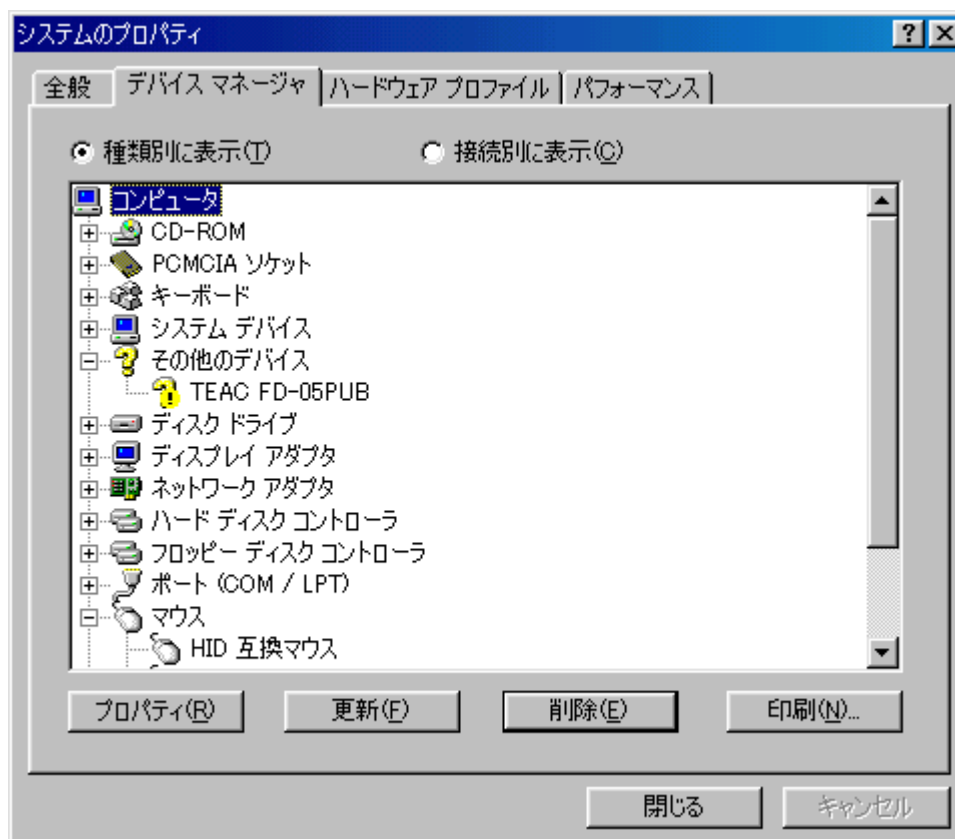 システムのプロパティ
全般 デバイス マネージャ ハードウェア プロファイル パフォーマンス
種類別に表示(T) 接続別に表示(C)
コンピュータ
CD-ROM
PCMCIA ソケット
キーボード
システム デバイス
その他のデバイス
TEAC FD-05PUB
ディスク ドライブ
ディスプレイ アダプタ
ネットワーク アダプタ
ハード ディスク コントローラ
フロッピー ディスク コントローラ
ポート (COM / LPT)
マウス
HID 互換マウス
プロパティ(R) 更新(F) 削除(E) 印刷(N)...
閉じる キャンセル